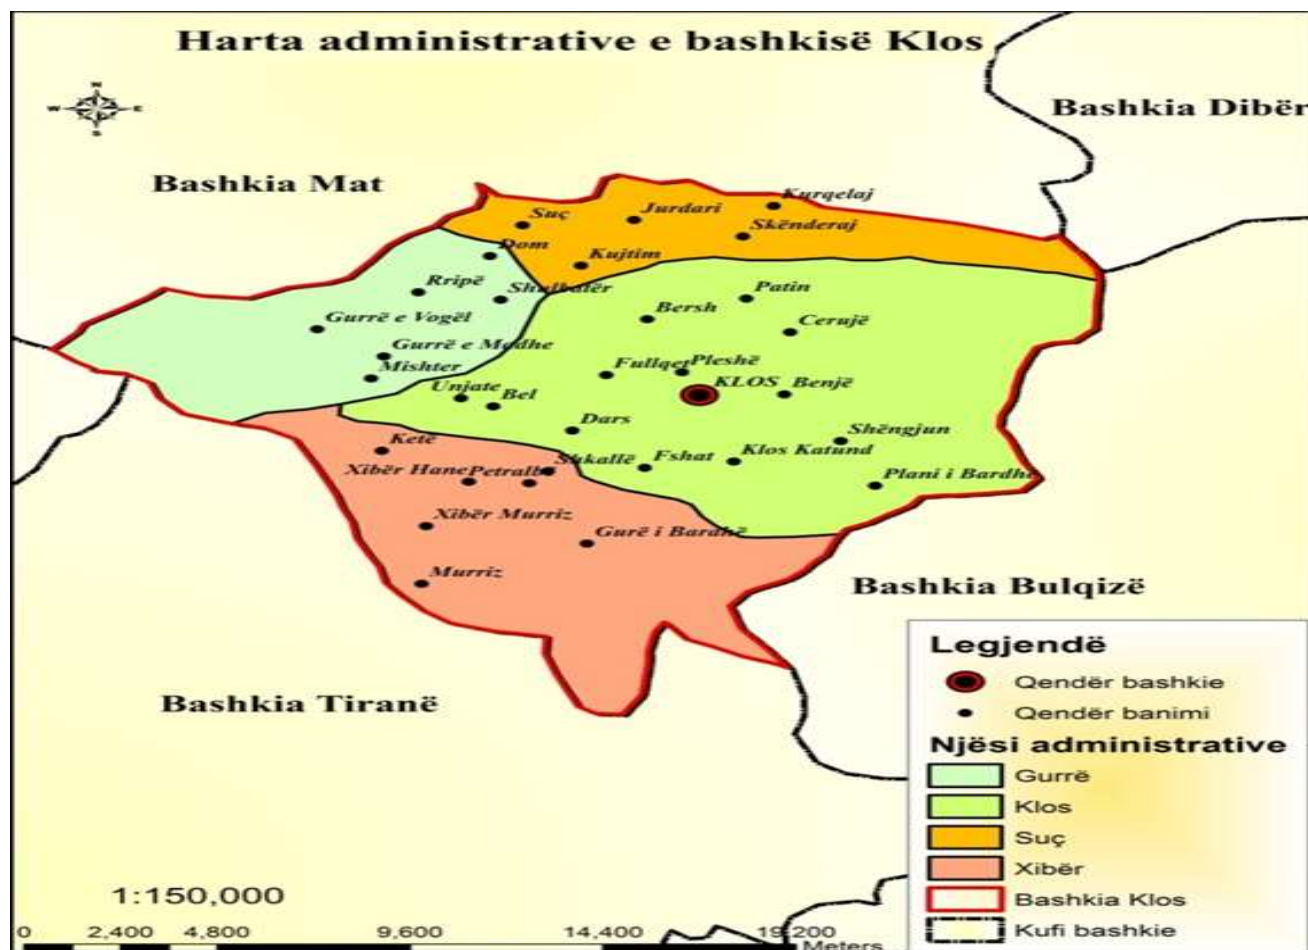 Harta administrative e bashkisë Klos
N
W E
S
Bashkia Dibër
Bashkia Mat
Kurqelaj
Suç
Jurdari
Skënderaj
Dom
Kujtim
Rripë
Shulbatër
Patin
Bersh
Gurrë e Vogël
Cerujë
Gurrë e Madhe
Mishter
Fullqet
Pleshë
KLOS
Benjë
Unjate
Bel
Dars
Shëngjun
Ketë
Shkallë
Fshat
Klos Katund
Xibër Hane
Petralbë
Plani i Bardhë
Xibër Murriz
Gurë i Bardhë
Murriz
Bashkia Bulqizë
Bashkia Tiranë
Legjendë
Qendër bashkie
Qendër banimi
Njësi administrative
Gurrë
Klos
Suç
Xibër
Bashkia Klos
Kufi bashkie
1:150,000
0 2,400 4,800 9,600 14,400 19,200
Meters